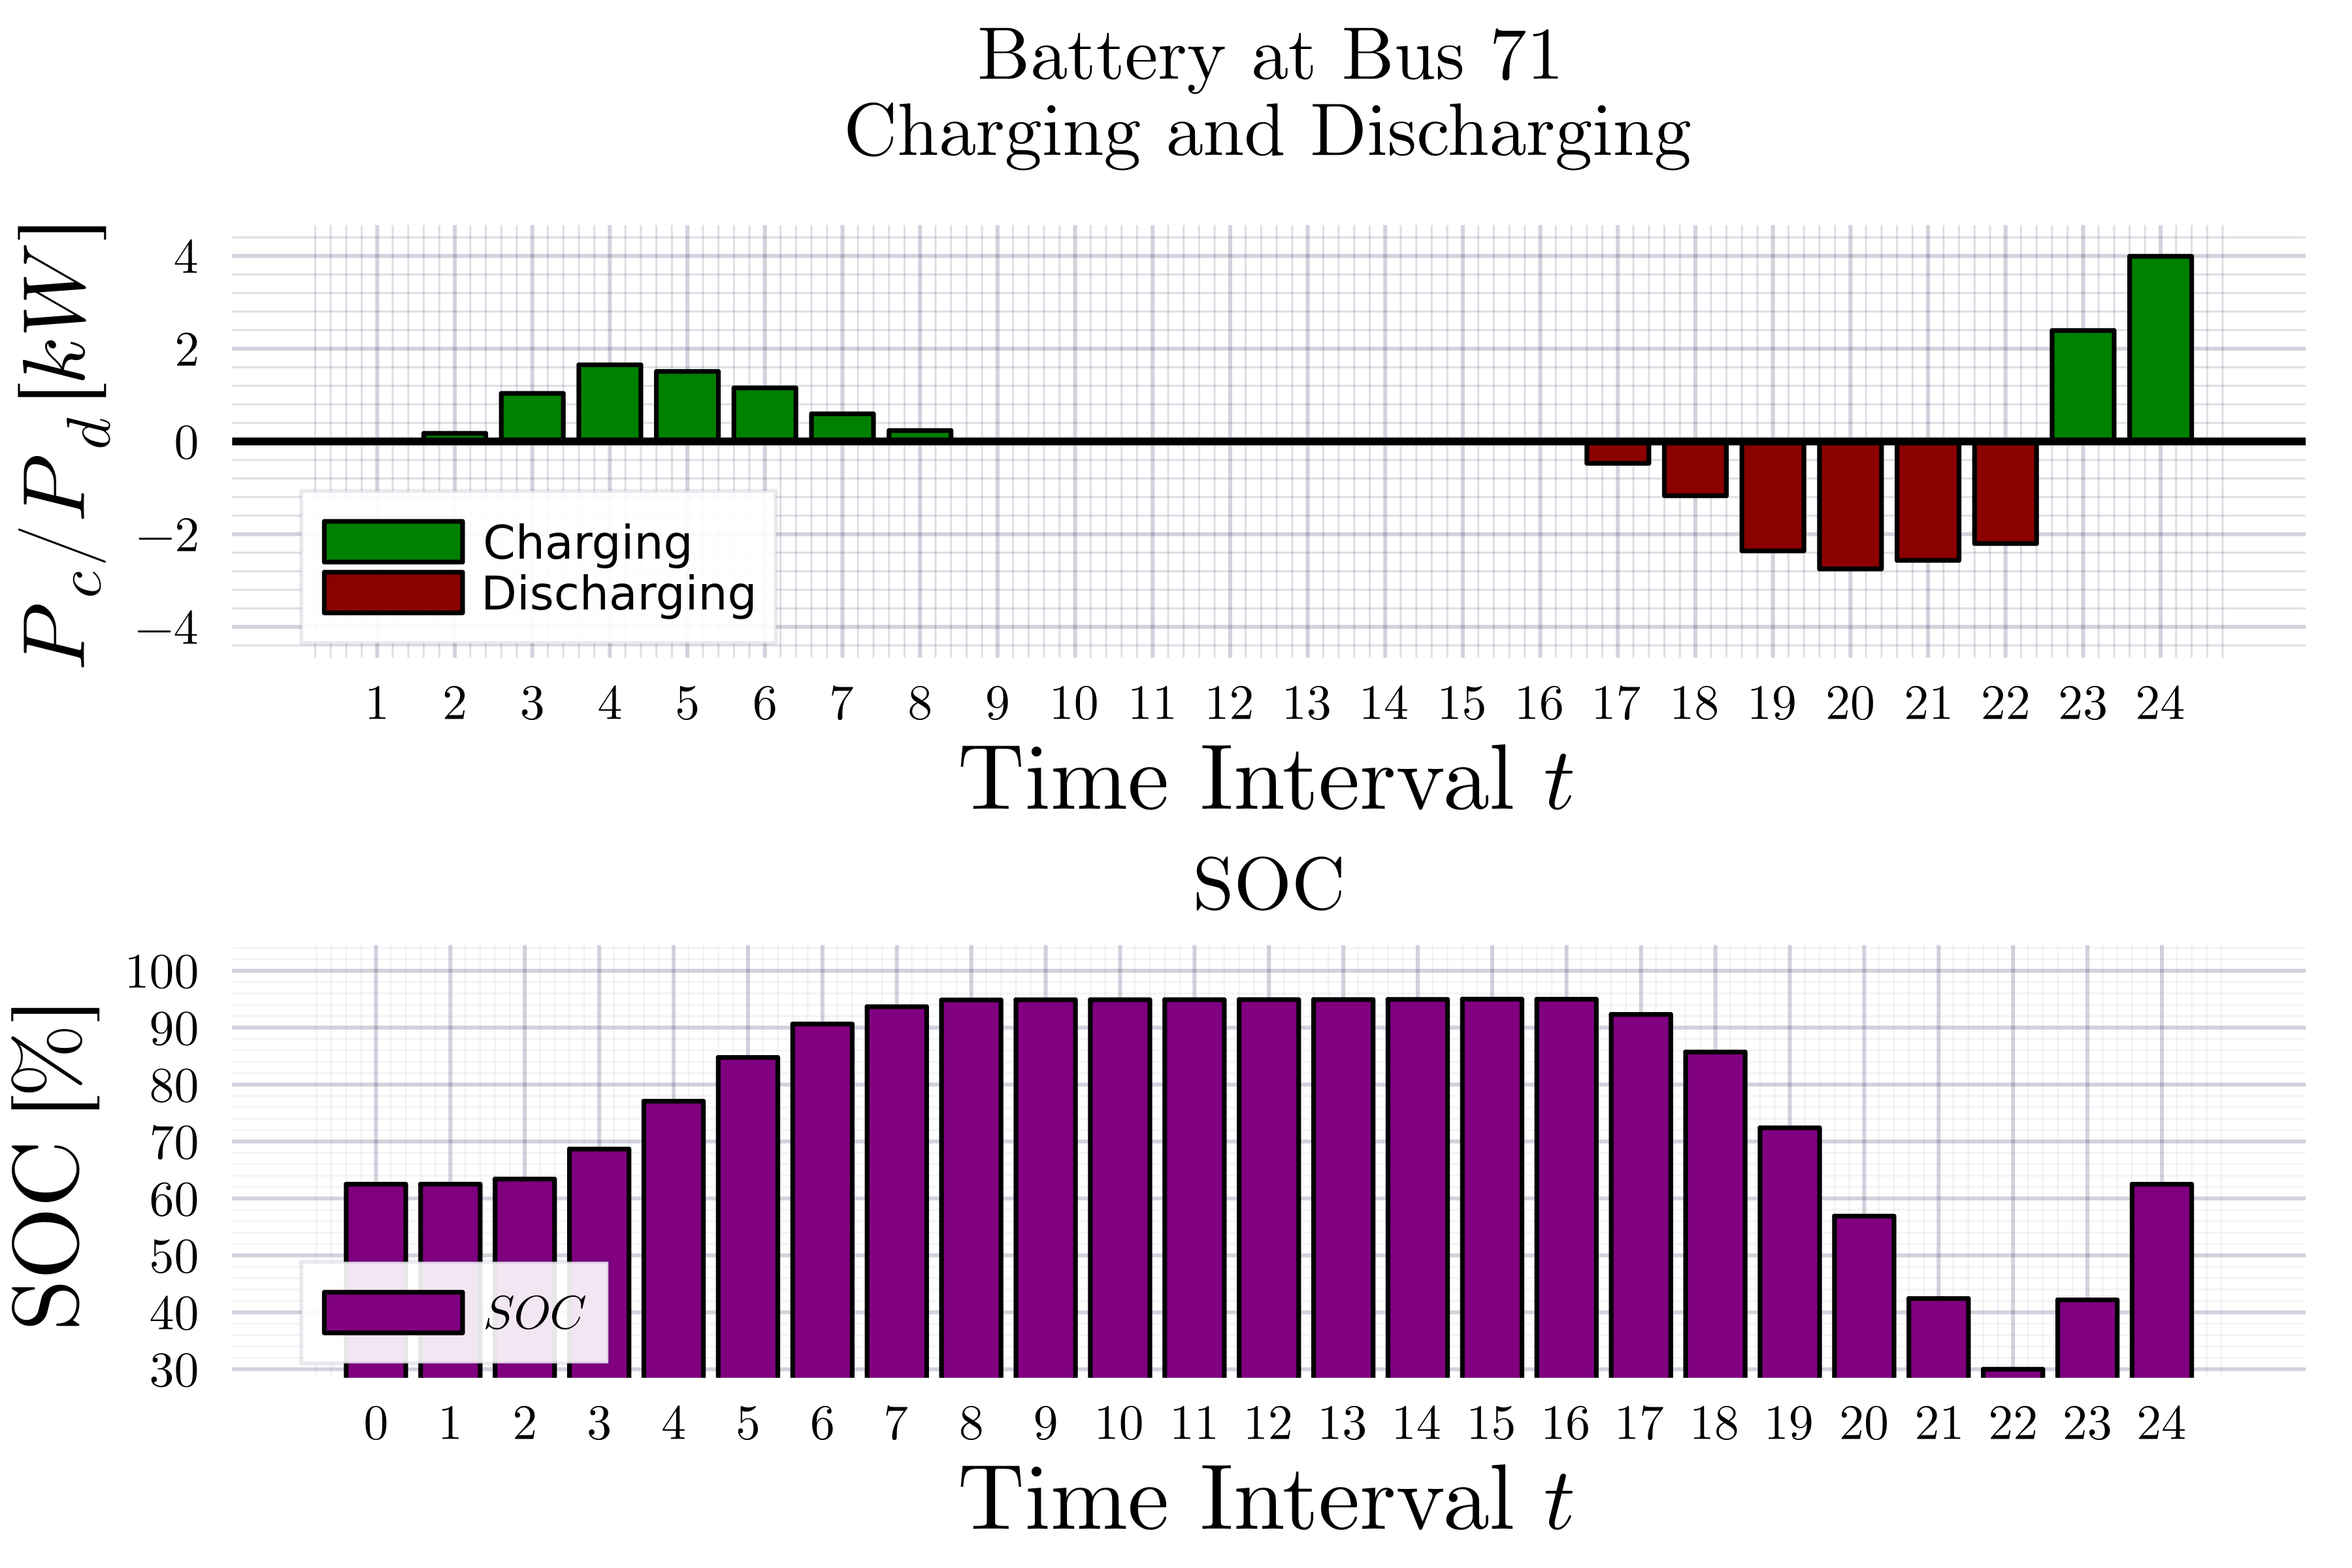 Battery at Bus 71
Charging and Discharging
P_c/P_d [kW]
4
2
0
−2
−4
Charging
Discharging
1 2 3 4 5 6 7 8 9 10 11 12 13 14 15 16 17 18 19 20 21 22 23 24
Time Interval t
SOC
SOC [%]
100
90
80
70
60
50
40
30
SOC
0 1 2 3 4 5 6 7 8 9 10 11 12 13 14 15 16 17 18 19 20 21 22 23 24
Time Interval t